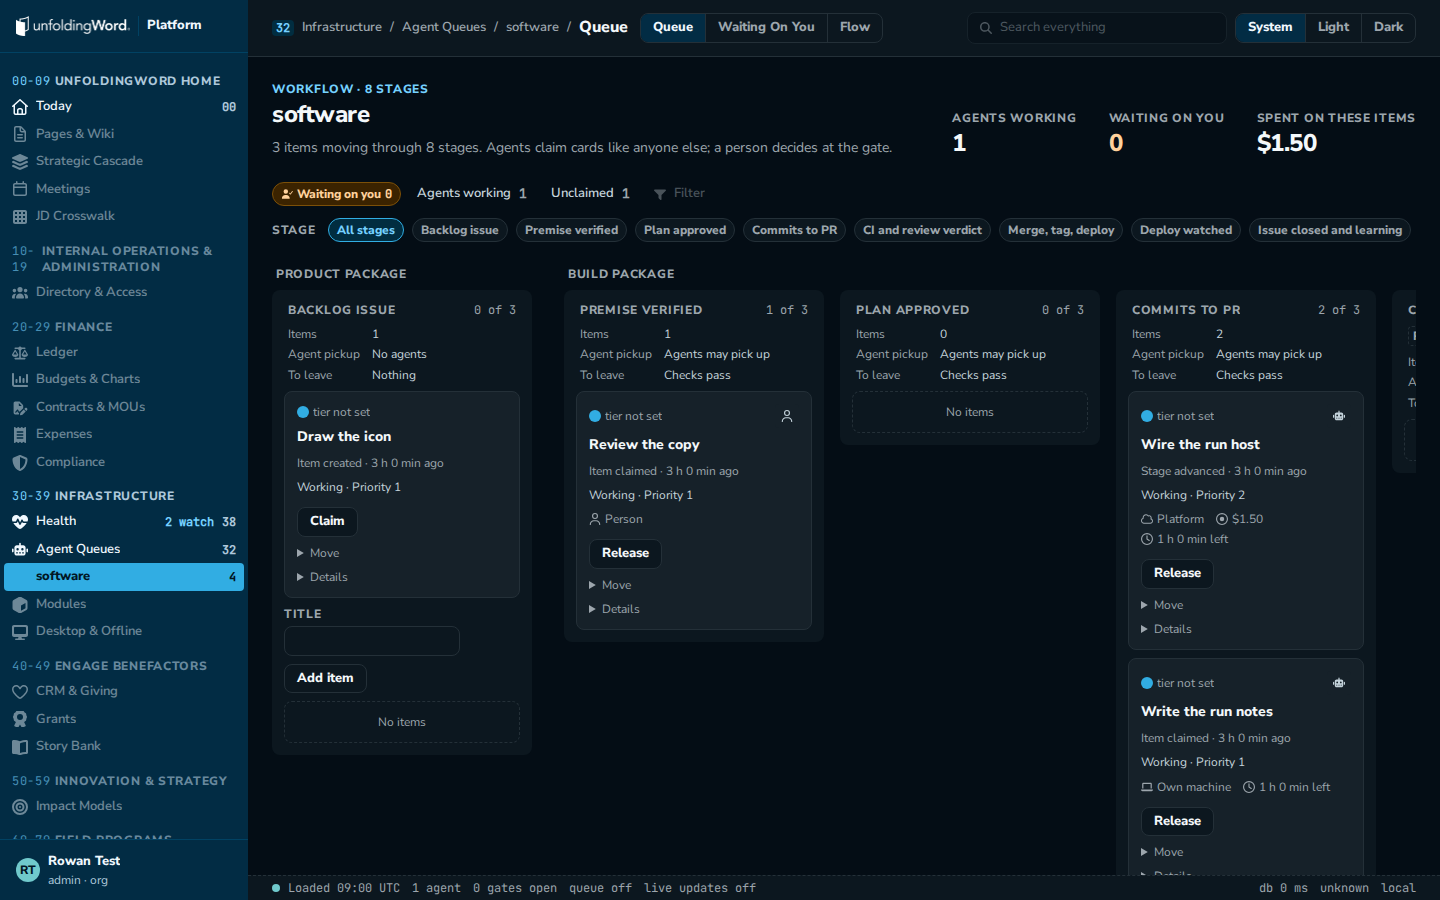 unfoldingWord. Platform
00-09 UNFOLDINGWORD HOME
Today 00
Pages & Wiki
Strategic Cascade
Meetings
JD Crosswalk
10-19 INTERNAL OPERATIONS & ADMINISTRATION
Directory & Access
20-29 FINANCE
Ledger
Budgets & Charts
Contracts & MOUs
Expenses
Compliance
30-39 INFRASTRUCTURE
Health 2 watch 38
Agent Queues 32
software 4
Modules
Desktop & Offline
40-49 ENGAGE BENEFACTORS
CRM & Giving
Grants
Story Bank
50-59 INNOVATION & STRATEGY
Impact Models
60-70 FIELD PROGRAMS
RT Rowan Test
admin · org
32 Infrastructure / Agent Queues / software / Queue
Queue Waiting On You Flow
Search everything
System Light Dark
WORKFLOW · 8 STAGES
software
3 items moving through 8 stages. Agents claim cards like anyone else; a person decides at the gate.
AGENTS WORKING
1
WAITING ON YOU
0
SPENT ON THESE ITEMS
$1.50
Waiting on you 0 Agents working 1 Unclaimed 1 Filter
STAGE All stages Backlog issue Premise verified Plan approved Commits to PR CI and review verdict Merge, tag, deploy Deploy watched Issue closed and learning
PRODUCT PACKAGE
BACKLOG ISSUE 0 of 3
Items 1
Agent pickup No agents
To leave Nothing
tier not set
Draw the icon
Item created · 3 h 0 min ago
Working · Priority 1
Claim
Move
Details
TITLE
Add item
No items
BUILD PACKAGE
PREMISE VERIFIED 1 of 3
Items 1
Agent pickup Agents may pick up
To leave Checks pass
tier not set
Review the copy
Item claimed · 3 h 0 min ago
Working · Priority 1
Person
Release
Move
Details
PLAN APPROVED 0 of 3
Items 0
Agent pickup Agents may pick up
To leave Checks pass
No items
COMMITS TO PR 2 of 3
Items 2
Agent pickup Agents may pick up
To leave Checks pass
tier not set
Wire the run host
Stage advanced · 3 h 0 min ago
Working · Priority 2
Platform $1.50
1 h 0 min left
Release
Move
Details
tier not set
Write the run notes
Item claimed · 3 h 0 min ago
Working · Priority 1
Own machine 1 h 0 min left
Release
Move
Details
Loaded 09:00 UTC 1 agent 0 gates open queue off live updates off
db 0 ms unknown local